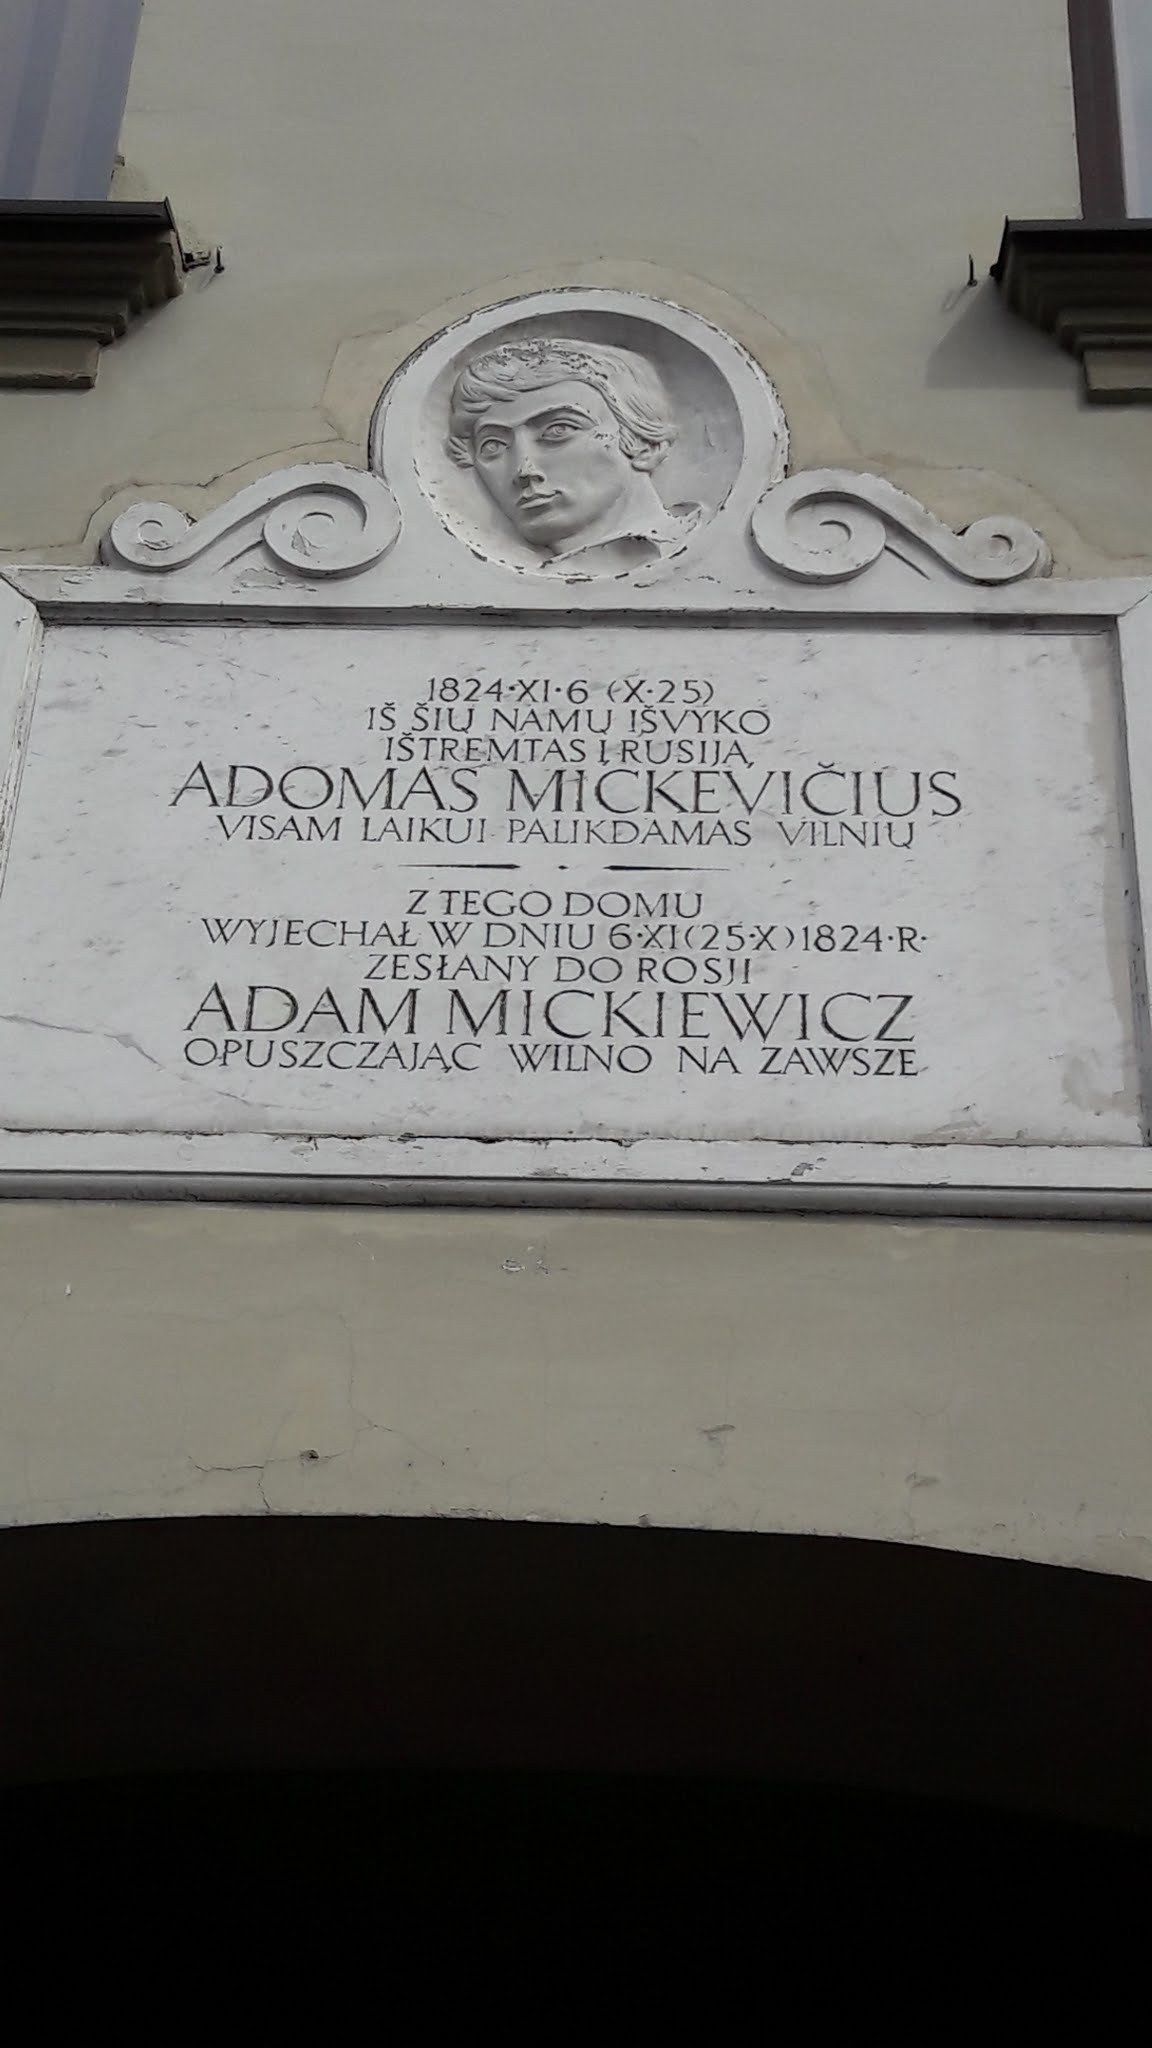 1824·XI·6 (X·25)
IŠ ŠIŲ NAMŲ IŠVYKO
IŠTREMTAS Į RUSIJĄ
ADOMAS MICKEVIČIUS
VISAM LAIKUI PALIKDAMAS VILNIŲ
Z TEGO DOMU
WYJECHAŁ W DNIU 6·XI(25·X)1824·R·
ZESŁANY DO ROSJI
ADAM MICKIEWICZ
OPUSZCZAJĄC WILNO NA ZAWSZE